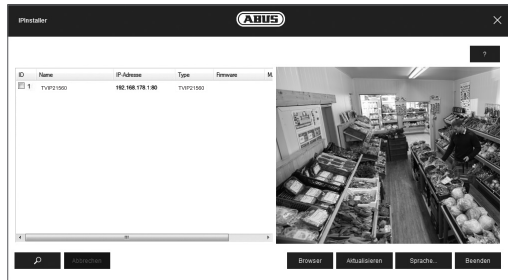 IPInstaller
ABUS
?
ID Name IP-Adresse Type Firmware M.
1 TVIP21560 192.168.178.1:80 TVIP21560
Abbrechen
Browser Aktualisieren Sprache... Beenden